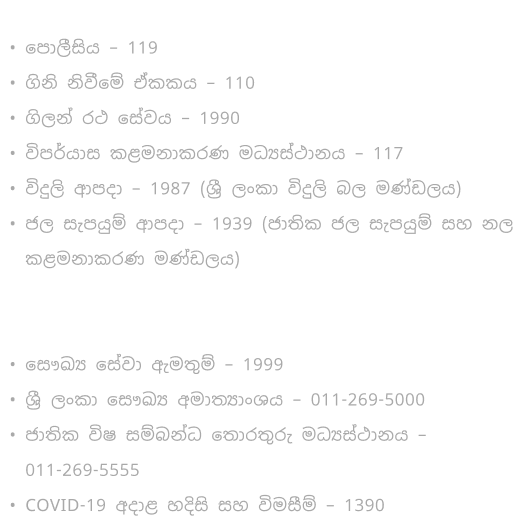 • පොලීසිය – 119
• ගිනි නිවීමේ ඒකකය – 110
• ගිලන් රථ සේවය – 1990
• විපර්යාස කළමනාකරණ මධ්‍යස්ථානය – 117
• විදුලි ආපදා – 1987 (ශ්‍රී ලංකා විදුලි බල මණ්ඩලය)
• ජල සැපයුම් ආපදා – 1939 (ජාතික ජල සැපයුම් සහ නල
කළමනාකරණ මණ්ඩලය)
• සෞඛ්‍ය සේවා ඇමතුම් – 1999
• ශ්‍රී ලංකා සෞඛ්‍ය අමාත්‍යාංශය – 011-269-5000
• ජාතික විෂ සම්බන්ධ තොරතුරු මධ්‍යස්ථානය –
011-269-5555
• COVID-19 අදාළ හදිසි සහ විමසීම් – 1390